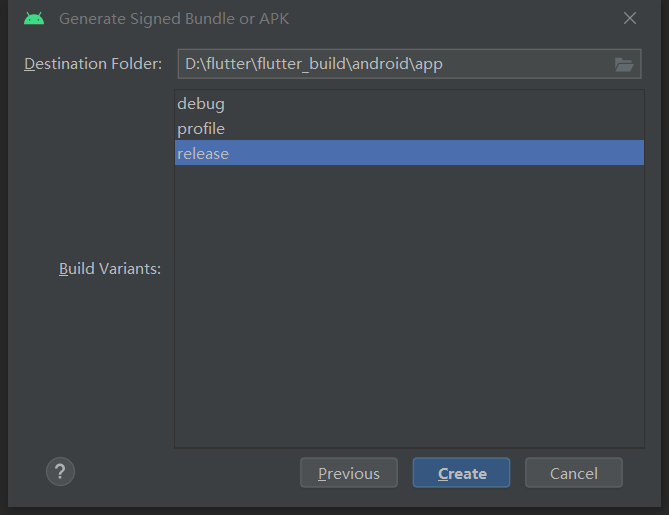 Generate Signed Bundle or APK
Destination Folder: D:\flutter\flutter_build\android\app
debug
profile
release
Build Variants:
? Previous Create Cancel